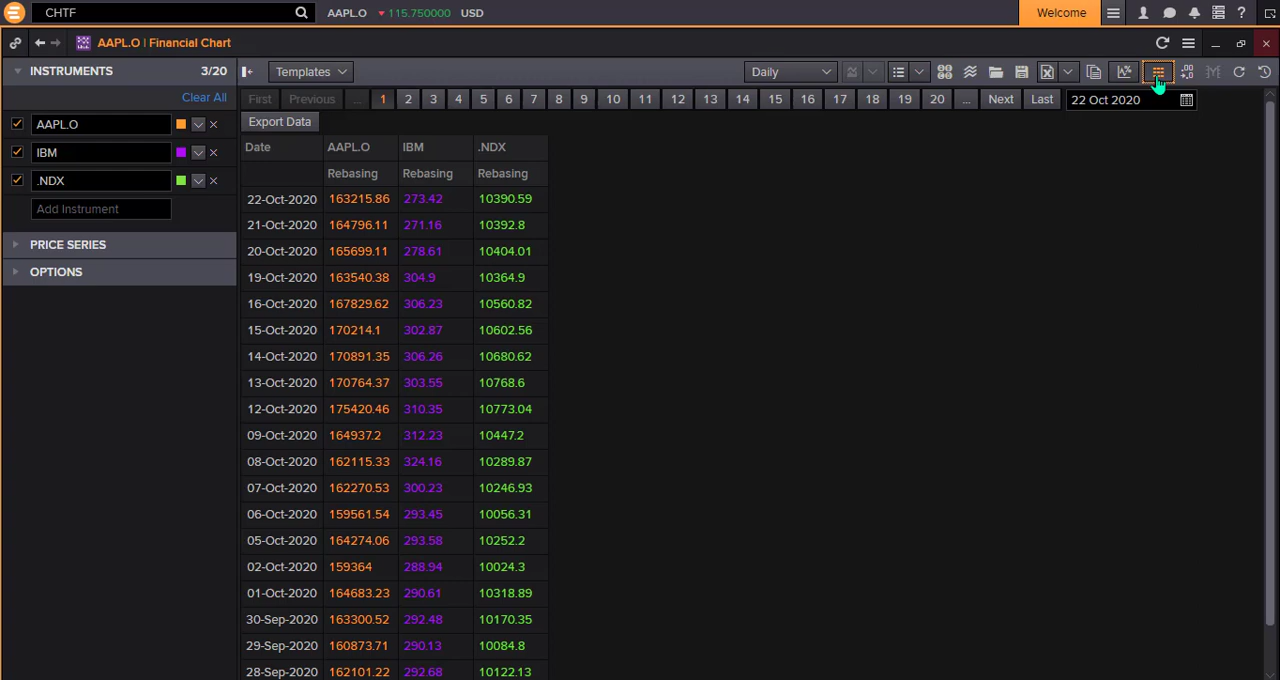 CHTF AAPL.O 115.750000 USD Welcome ?
AAPL.O | Financial Chart
INSTRUMENTS 3/20 Templates Daily
Clear All First Previous ... 1 2 3 4 5 6 7 8 9 10 11 12 13 14 15 16 17 18 19 20 ... Next Last 22 Oct 2020
AAPL.O Export Data
IBM Date AAPL.O IBM .NDX
.NDX Rebasing Rebasing Rebasing
Add Instrument
PRICE SERIES
OPTIONS
22-Oct-2020 163215.86 273.42 10390.59
21-Oct-2020 164796.11 271.16 10392.8
20-Oct-2020 165699.11 278.61 10404.01
19-Oct-2020 163540.38 304.9 10364.9
16-Oct-2020 167829.62 306.23 10560.82
15-Oct-2020 170214.1 302.87 10602.56
14-Oct-2020 170891.35 306.26 10680.62
13-Oct-2020 170764.37 303.55 10768.6
12-Oct-2020 175420.46 310.35 10773.04
09-Oct-2020 164937.2 312.23 10447.2
08-Oct-2020 162115.33 324.16 10289.87
07-Oct-2020 162270.53 300.23 10246.93
06-Oct-2020 159561.54 293.45 10056.31
05-Oct-2020 164274.06 293.58 10252.2
02-Oct-2020 159364 288.94 10024.3
01-Oct-2020 164683.23 290.61 10318.89
30-Sep-2020 163300.52 292.48 10170.35
29-Sep-2020 160873.71 290.13 10084.8
28-Sep-2020 162101.22 292.68 10122.13